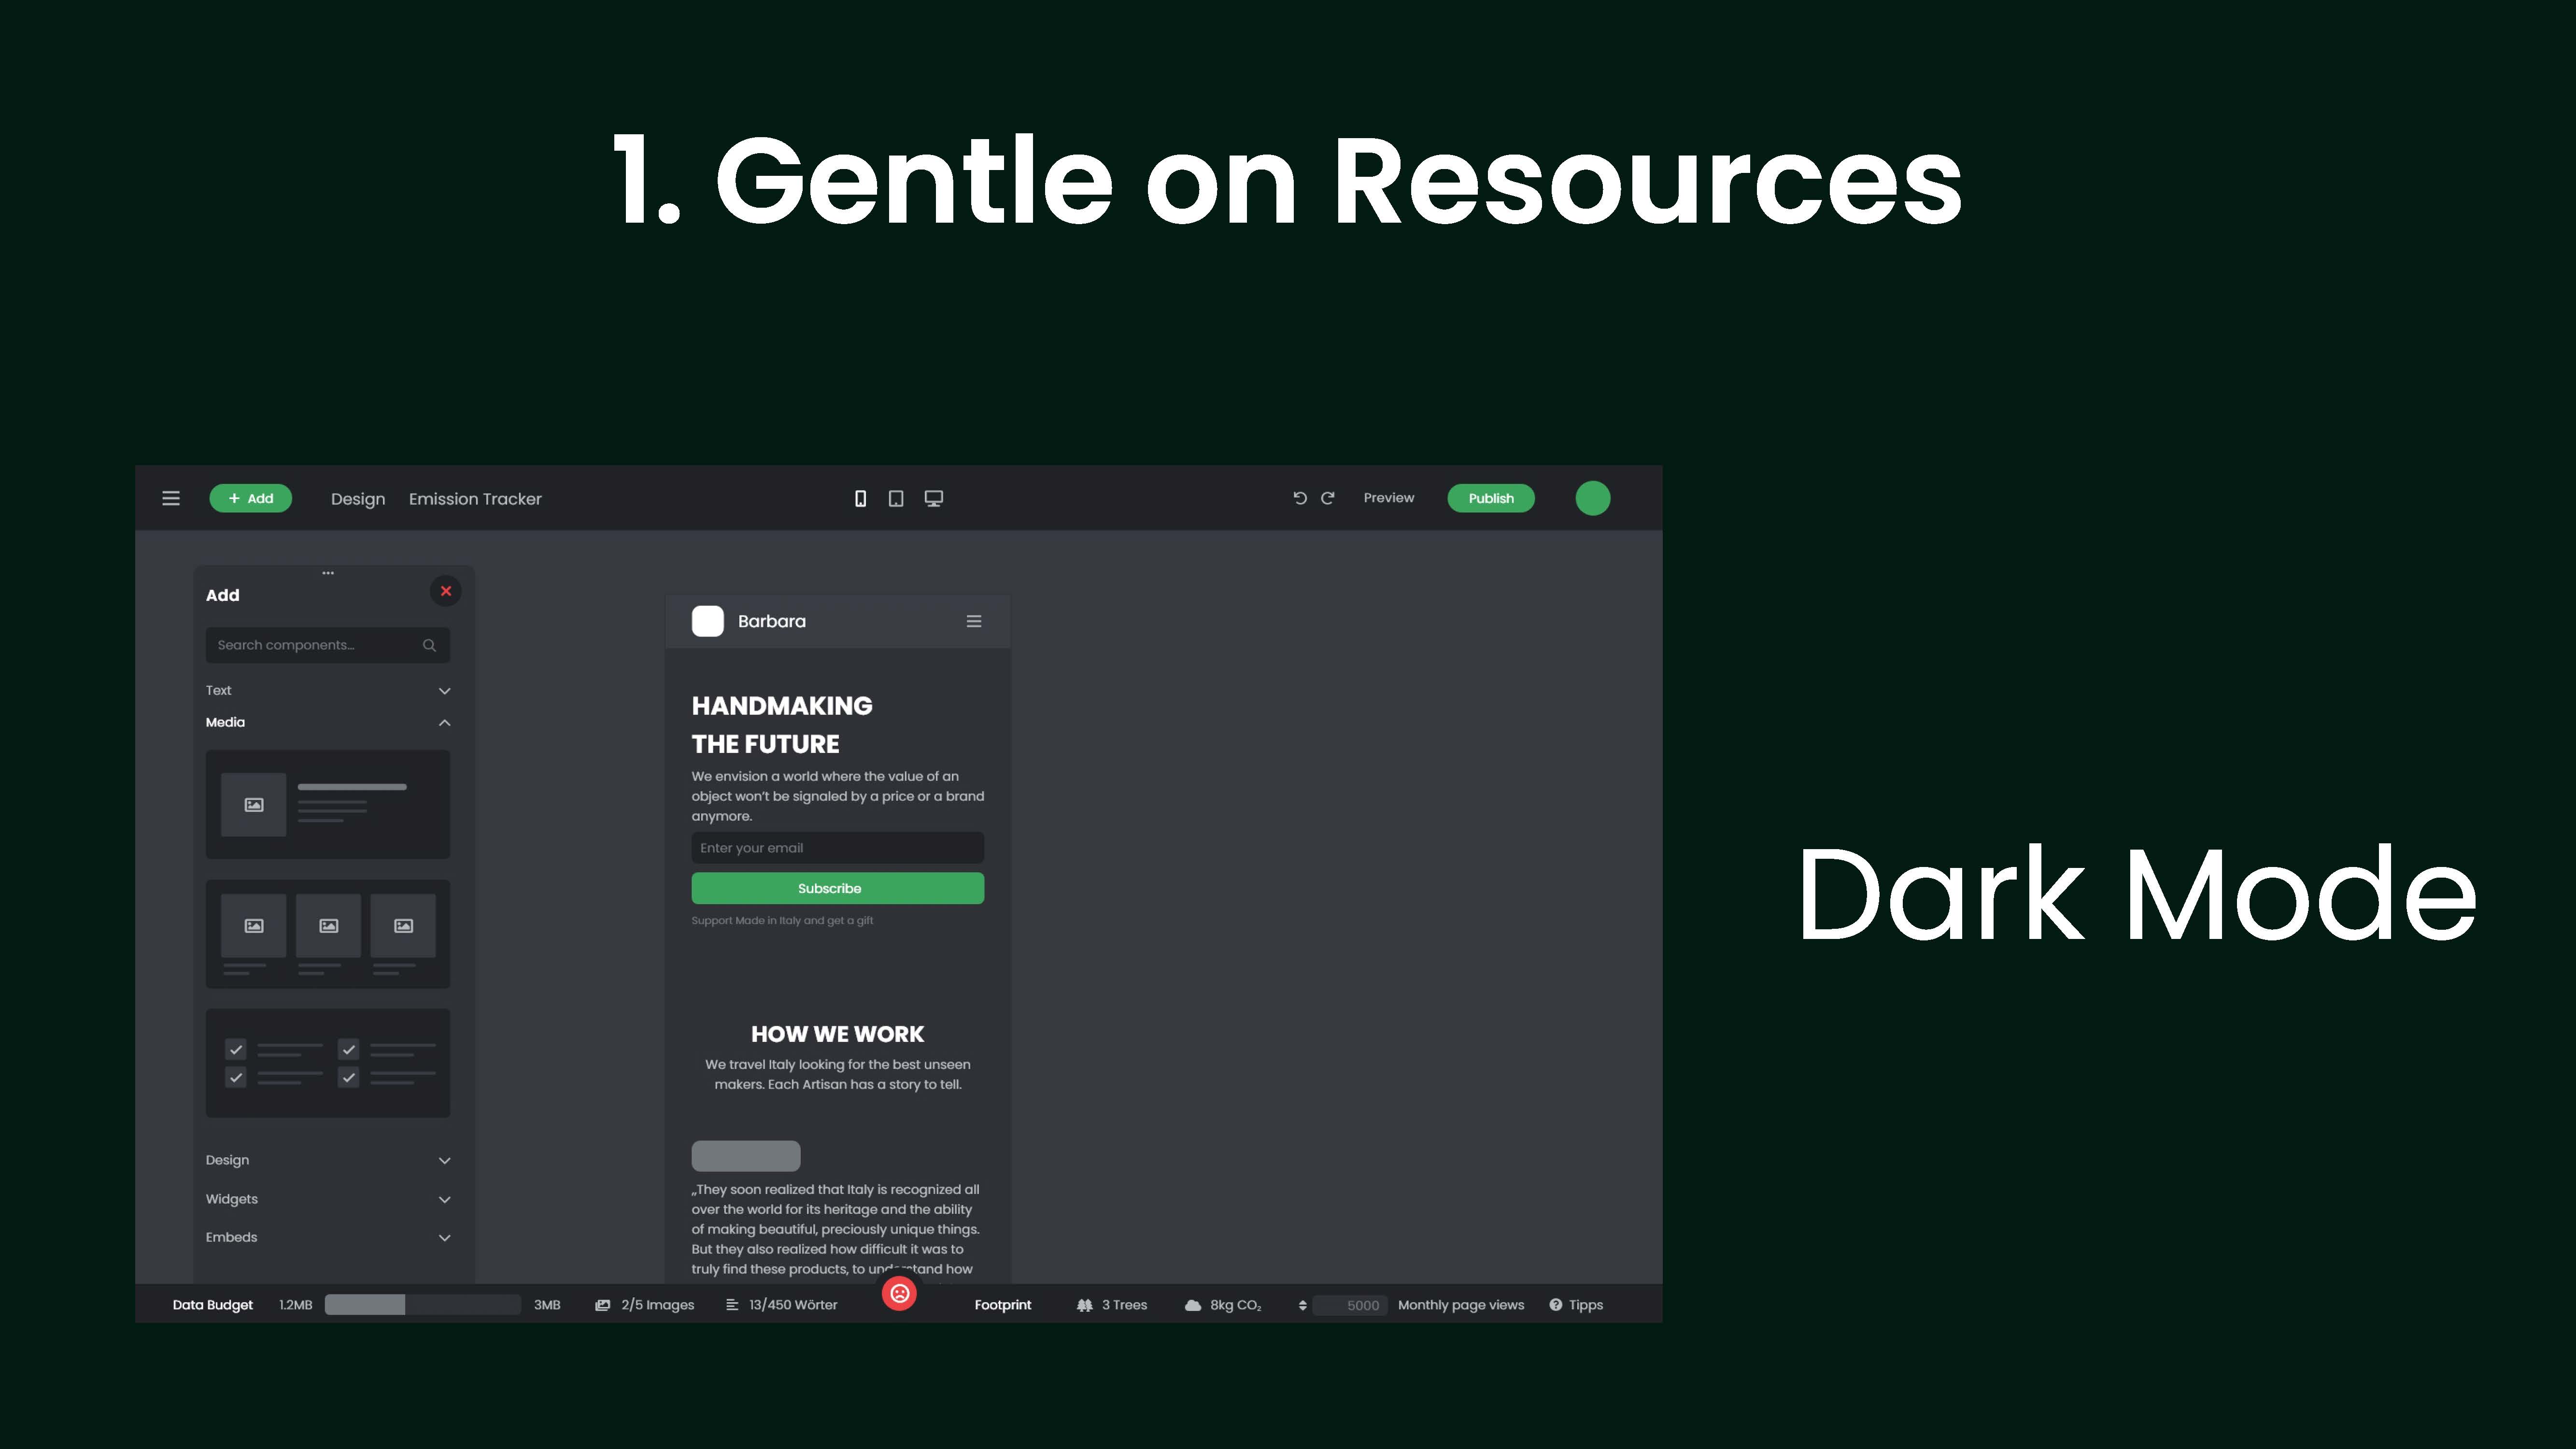 1. Gentle on Resources
+ Add
Design
Emission Tracker
Preview
Publish
Add
Search components...
Text
Media
Design
Widgets
Embeds
Barbara
HANDMAKING
THE FUTURE
We envision a world where the value of an
object won't be signaled by a price or a brand
anymore.
Enter your email
Subscribe
Support Made in Italy and get a gift
HOW WE WORK
We travel Italy looking for the best unseen
makers. Each Artisan has a story to tell.
„They soon realized that Italy is recognized all
over the world for its heritage and the ability
of making beautiful, preciously unique things.
But they also realized how difficult it was to
truly find these products, to understand how
Data Budget 1.2MB 3MB 2/5 Images 13/450 Wörter Footprint 3 Trees 8kg CO₂ 5000 Monthly page views Tipps
Dark Mode